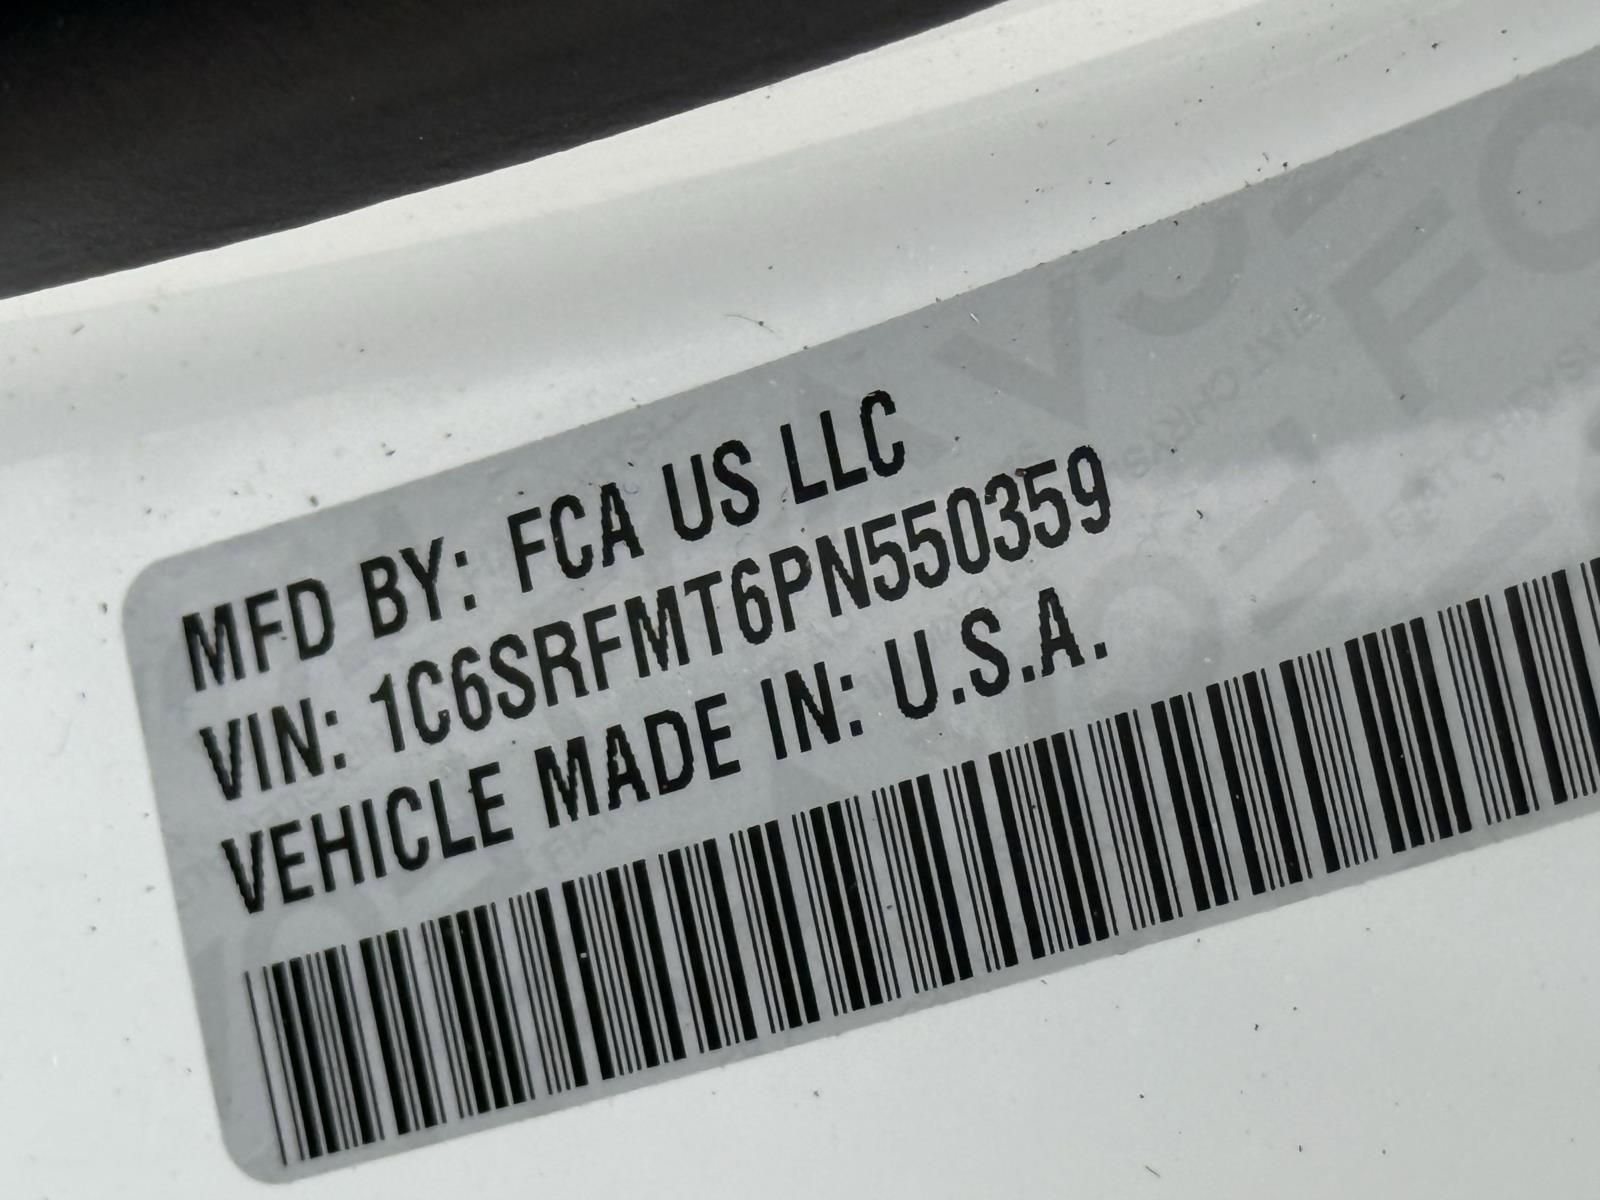 MFD BY: FCA US LLC
VIN: 1C6SRFMT6PN550359
VEHICLE MADE IN: U.S.A.